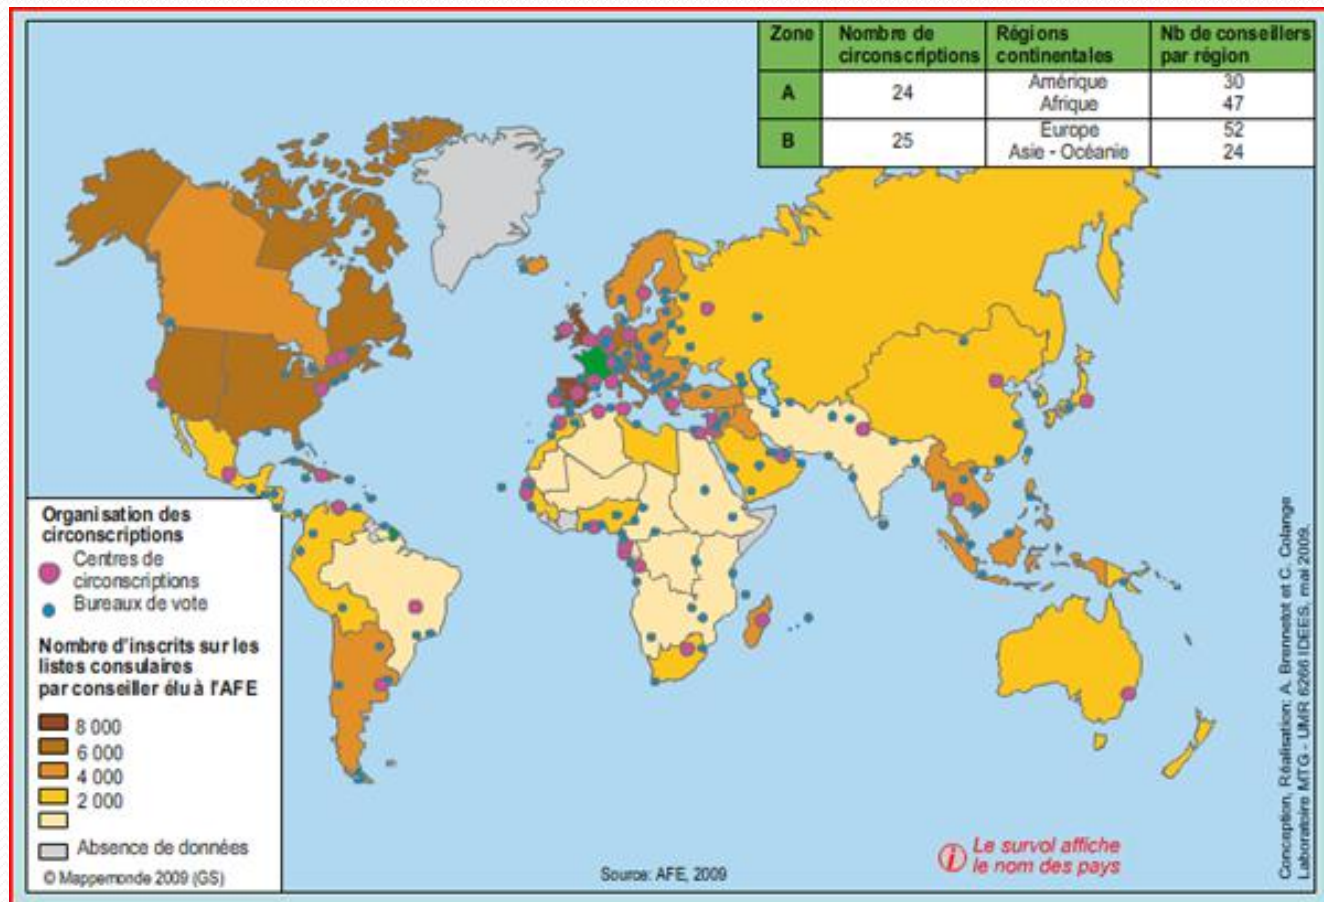 Zone Nombre de circonscriptions Régions continentales Nb de conseillers par région
A 24 Amérique 30
Afrique 47
B 25 Europe 52
Asie - Océanie 24
Organisation des
circonscriptions
Centres de
circonscriptions
Bureaux de vote
Nombre d'inscrits sur les
listes consulaires
par conseiller élu à l'AFE
8 000
6 000
4 000
2 000
Absence de données
© Mappemonde 2009 (GS)
Source: AFE, 2009
i Le survol affiche
le nom des pays
Conception, Réalisation: A. Brennetot et C. Colange
Laboratoire MTG - UMR 6266 IDEES, mai 2009.